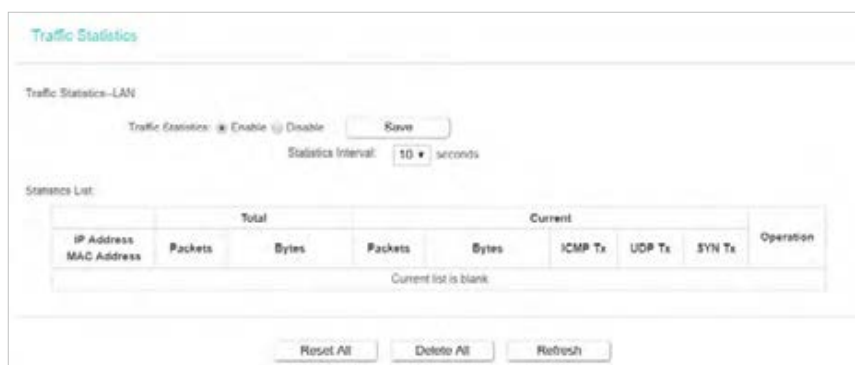 Traffic Statistics
Traffic Statistics--LAN
Traffic Statistics: Enable Disable Save
Statistics Interval: 10 seconds
Statistics List:
Total Current
IP Address MAC Address Packets Bytes Packets Bytes ICMP Tx UDP Tx SYN Tx Operation
Current list is blank
Reset All Delete All Refresh